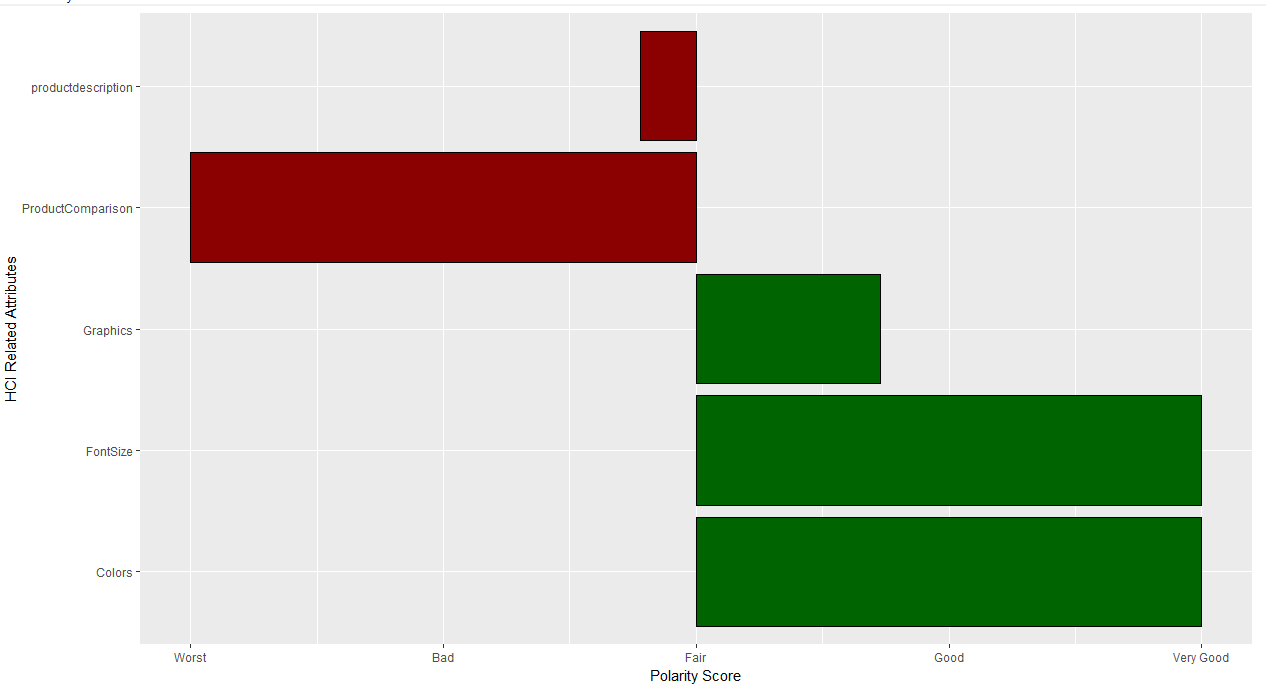 productdescription
ProductComparison
Graphics
FontSize
Colors
HCI Related Attributes
Worst Bad Fair Good Very Good
Polarity Score